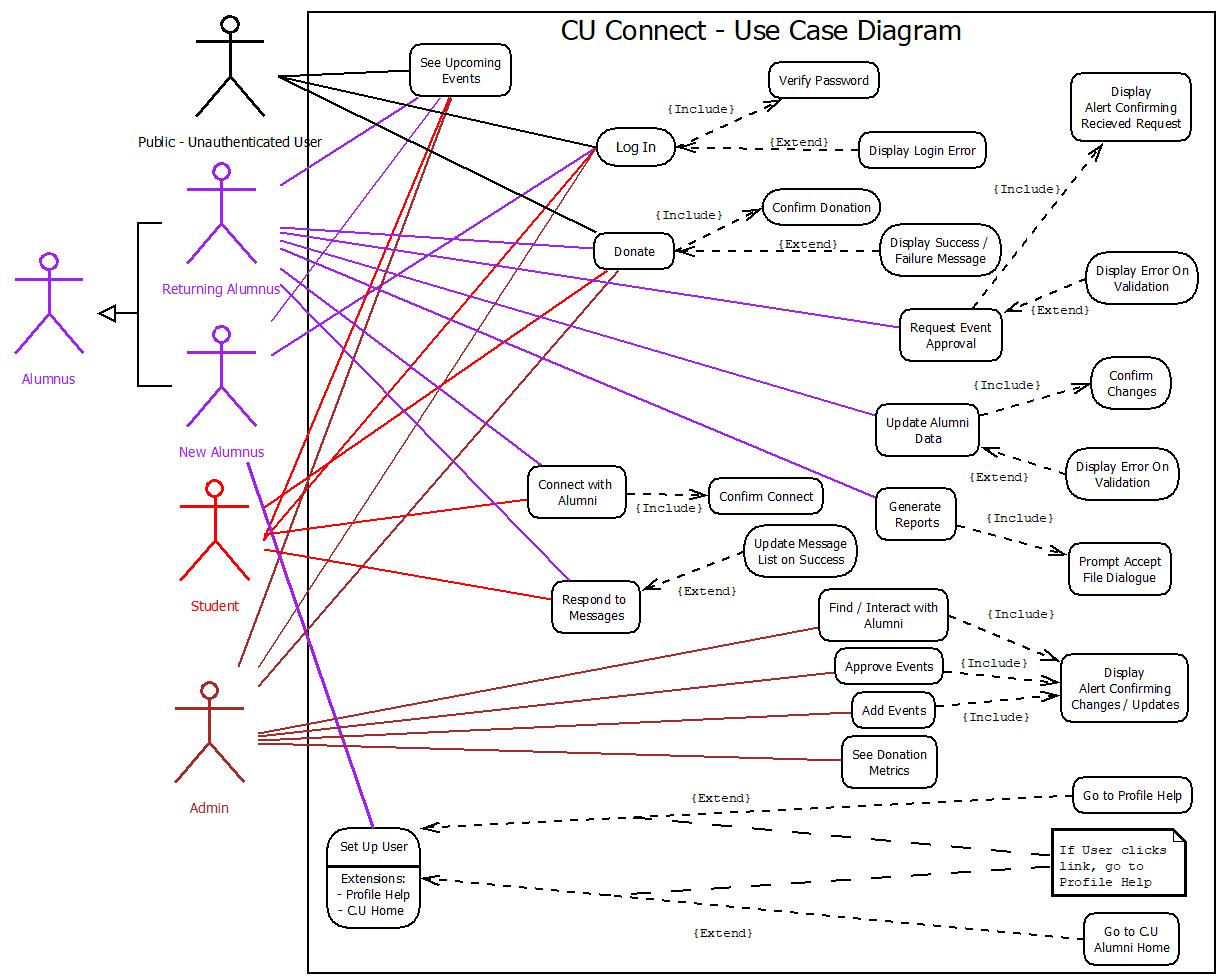 CU Connect - Use Case Diagram
See Upcoming
Events
Verify Password
{Include}
Display
Alert Confirming
Recieved Request
Public - Unauthenticated User
Log In
{Extend}
Display Login Error
{Include}
Confirm Donation
{Include}
Donate
{Extend}
Display Success /
Failure Message
Display Error On
Validation
{Extend}
Returning Alumnus
Request Event
Approval
Alumnus
New Alumnus
{Include}
Confirm
Changes
Update Alumni
Data
Display Error On
Validation
{Extend}
Connect with
Alumni
{Include}
Confirm Connect
Generate
Reports
{Include}
Prompt Accept
File Dialogue
Update Message
List on Success
{Extend}
Respond to
Messages
Student
Find / Interact with
Alumni
{Include}
Approve Events
{Include}
Display
Alert Confirming
Changes / Updates
Add Events
{Include}
See Donation
Metrics
Admin
{Extend}
Go to Profile Help
Set Up User
Extensions:
- Profile Help
- C.U Home
If User clicks
link, go to
Profile Help
{Extend}
Go to C.U
Alumni Home